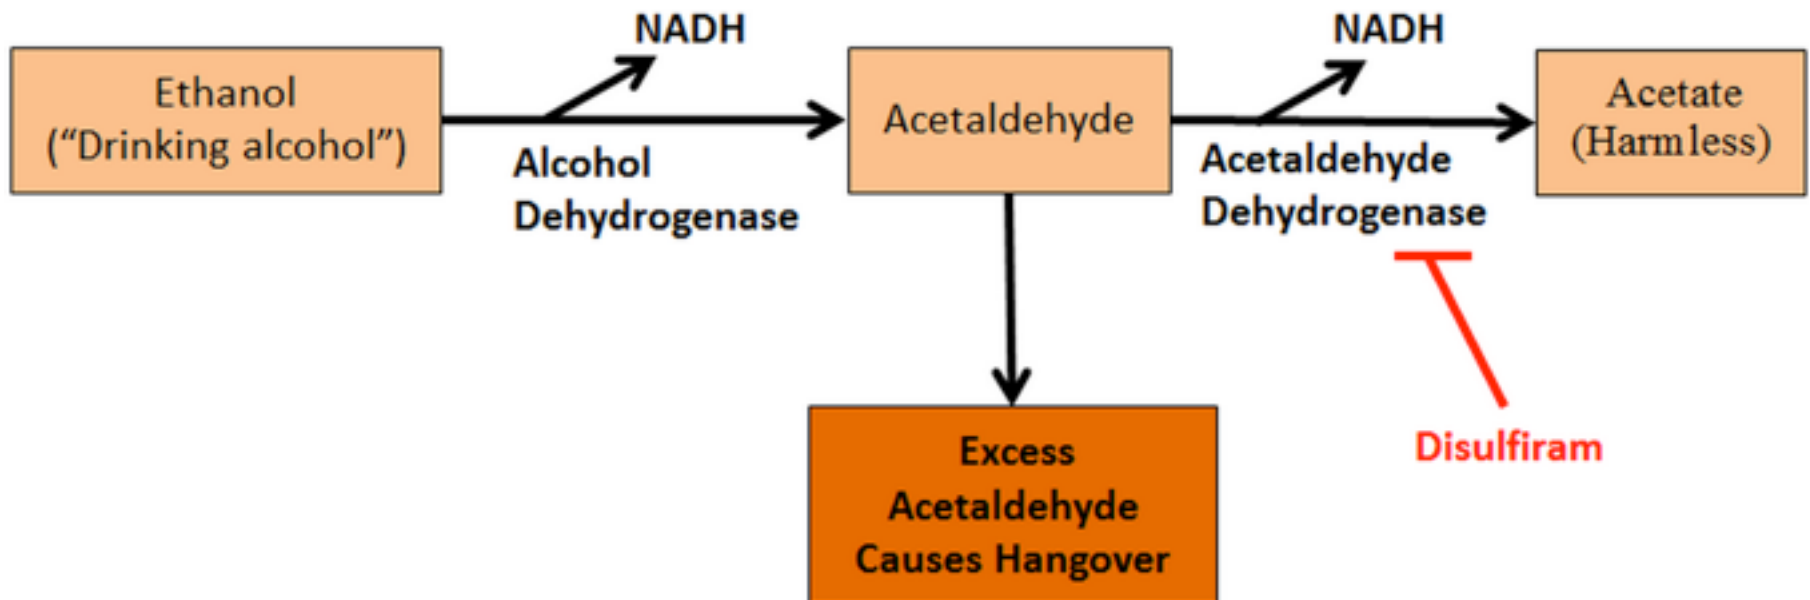 NADH
NADH
Ethanol
(“Drinking alcohol”)
Acetaldehyde
Acetate
(Harmless)
Alcohol
Dehydrogenase
Acetaldehyde
Dehydrogenase
Excess
Acetaldehyde
Causes Hangover
Disulfiram